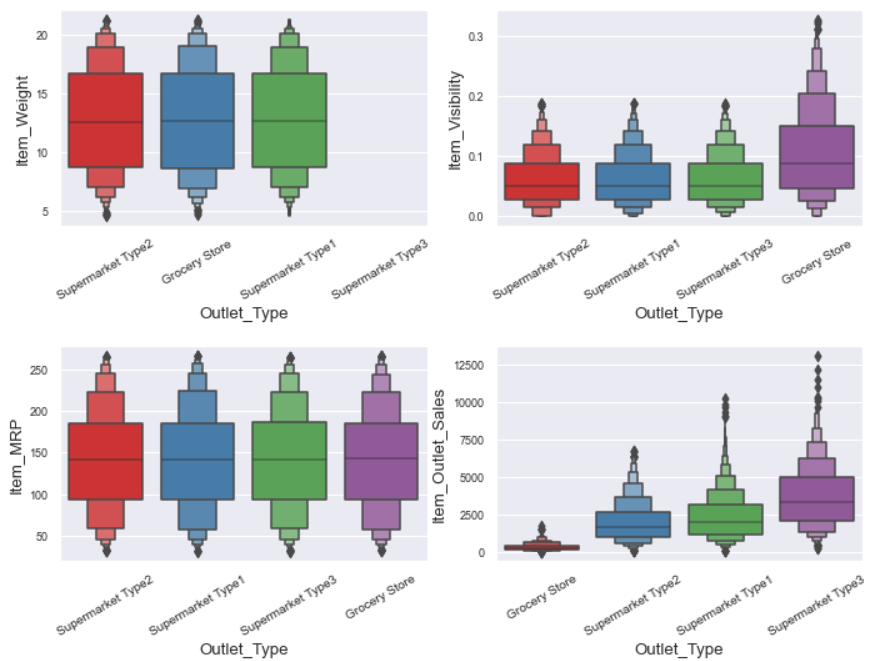 Item_Weight
20
15
10
5
Supermarket Type2
Grocery Store
Supermarket Type1
Supermarket Type3
Outlet_Type
Item_Visibility
0.3
0.2
0.1
0.0
Supermarket Type2
Supermarket Type1
Supermarket Type3
Grocery Store
Outlet_Type
Item_MRP
250
200
150
100
50
Supermarket Type2
Supermarket Type1
Supermarket Type3
Grocery Store
Outlet_Type
Item_Outlet_Sales
12500
10000
7500
5000
2500
0
Grocery Store
Supermarket Type2
Supermarket Type1
Supermarket Type3
Outlet_Type